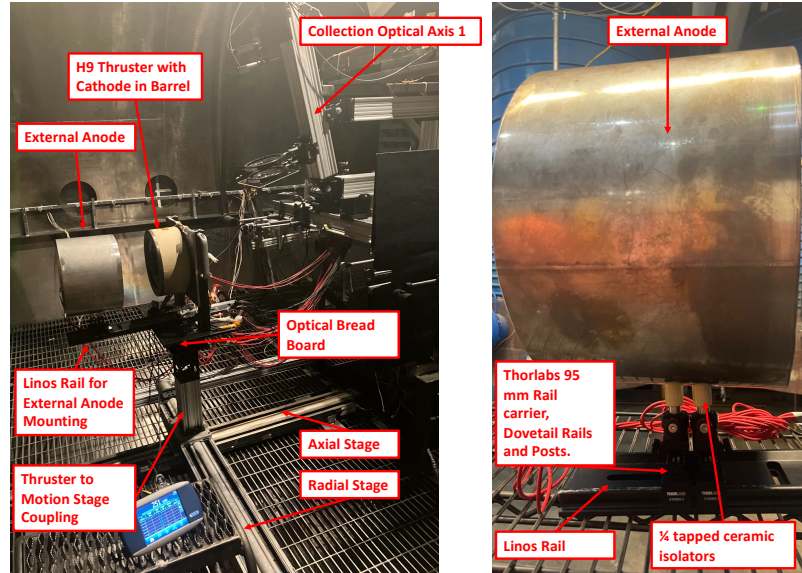 Collection Optical Axis 1
H9 Thruster with
Cathode in Barrel
External Anode
Optical Bread
Board
Linos Rail for
External Anode
Mounting
Axial Stage
Thruster to
Motion Stage
Coupling
Radial Stage
External Anode
Thorlabs 95
mm Rail
carrier,
Dovetail Rails
and Posts.
Linos Rail
¼ tapped ceramic
isolators